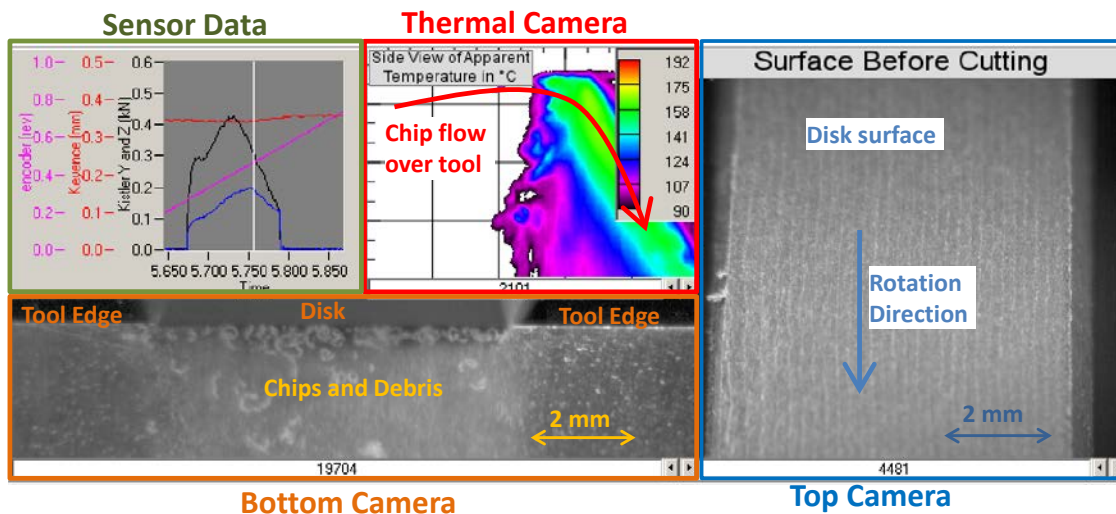 Sensor Data
1.0
0.8
0.6
0.4
0.2
0.0
encoder [rev]
0.5
0.4
0.3
0.2
0.1
0.0
Keyence [mm]
0.6
0.5
0.4
0.3
0.2
0.1
0.0
Kistler Y and Z [kN]
5.650 5.700 5.750 5.800 5.850
Time
Thermal Camera
Side View of Apparent
Temperature in °C
Chip flow
over tool
192
175
158
141
124
107
90
2101
Surface Before Cutting
Disk surface
Rotation
Direction
2 mm
4481
Top Camera
Tool Edge
Disk
Tool Edge
Chips and Debris
2 mm
19704
Bottom Camera